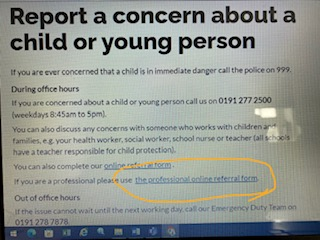 Report a concern about a
child or young person
If you are ever concerned that a child is in immediate danger call the police on 999.
During office hours
If you are concerned about a child or young person call us on 0191 277 2500
(weekdays 8:45am to 5pm).
You can also discuss any concerns with someone who works with children and
families, e.g. your health worker, social worker, school nurse or teacher (all schools
have a teacher responsible for child protection).
You can also complete our online referral form.
If you are a professional please use the professional online referral form.
Out of office hours
If the issue cannot wait until the next working day, call our Emergency Duty Team on
0191 278 7878.